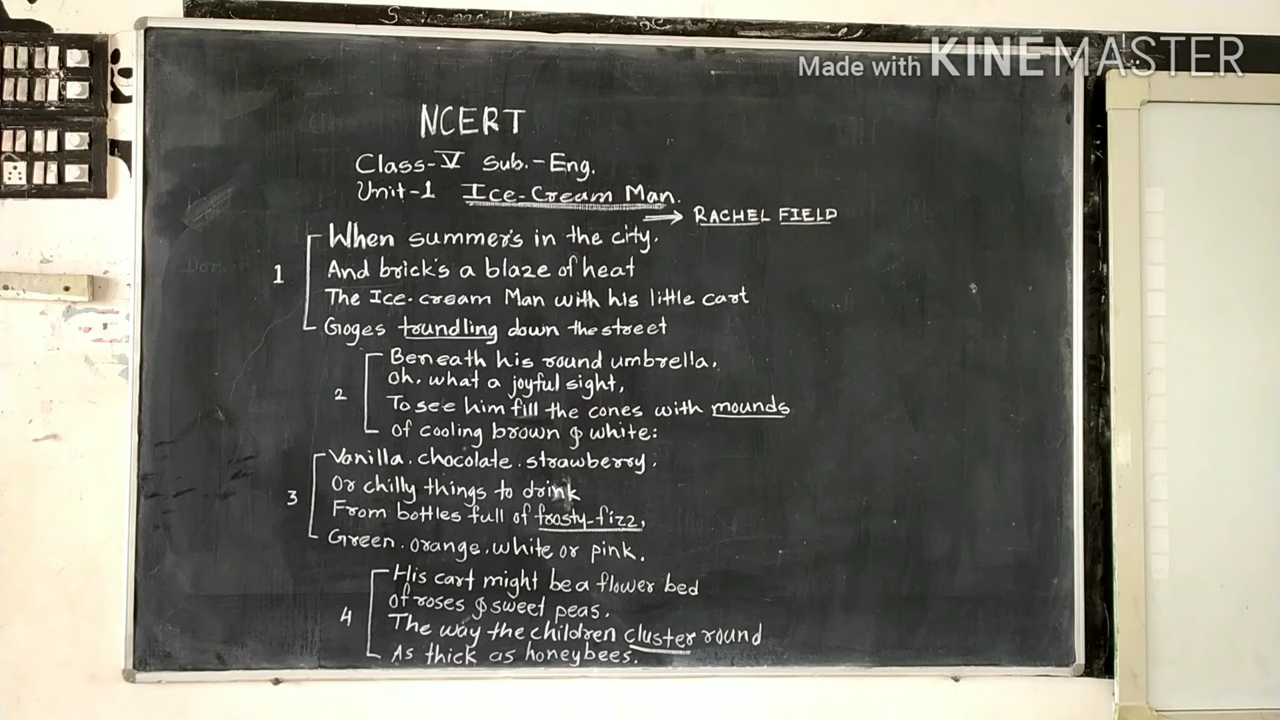 Made with KINEMASTER
NCERT
Class-V Sub.-Eng.
Unit-1 Ice-Cream Man.
→ RACHEL FIELD
1
When summer's in the city,
And brick's a blaze of heat
The Ice-cream Man with his little cart
Goges trundling down the street
2
Beneath his round umbrella,
Oh, what a joyful sight,
To see him fill the cones with mounds
Of cooling brown & white:
3
Vanilla, chocolate, strawberry,
Or chilly things to drink
From bottles full of frosty-fizz,
Green, orange, white or pink.
4
His cart might be a flower bed
Of roses & sweet peas,
The way the children cluster round
As thick as honeybees.